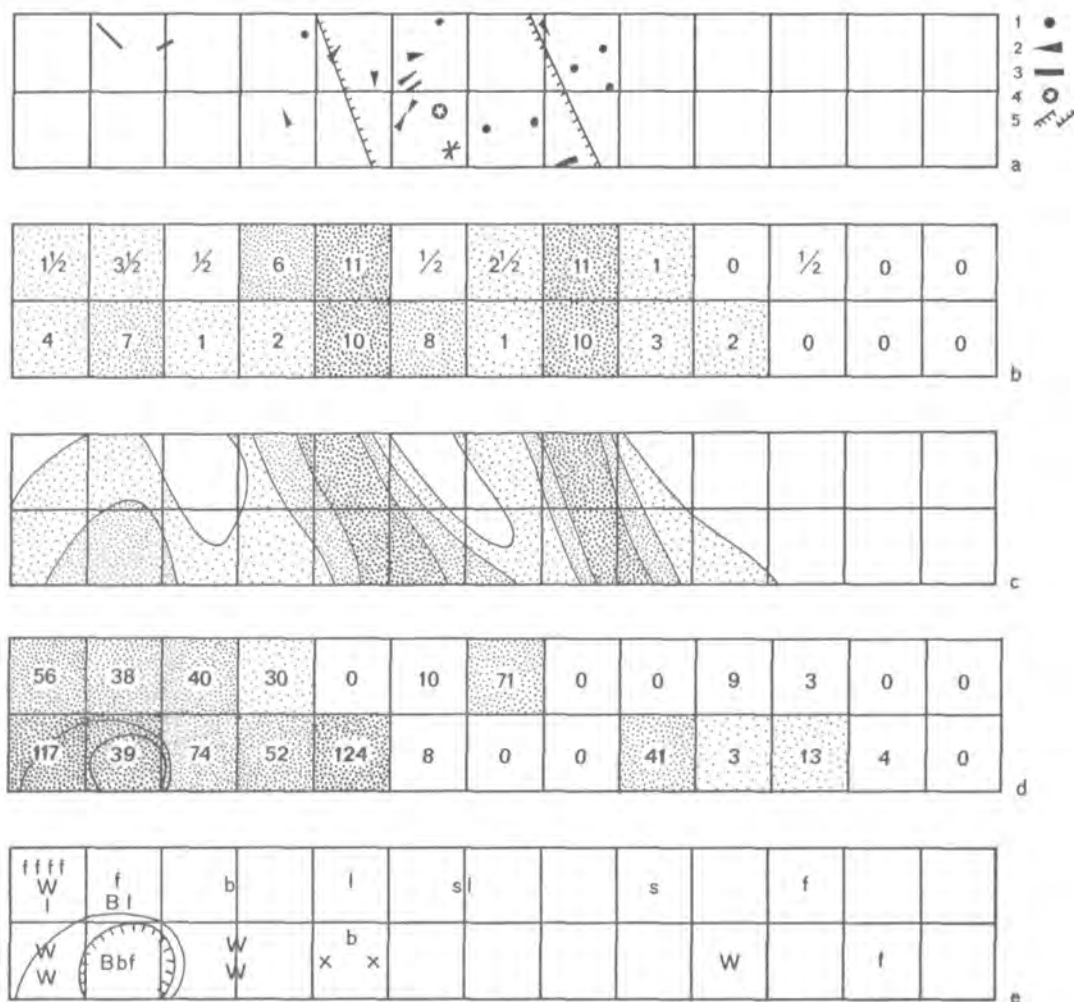 1
2
3
4
5
a
1½ 3½ ½ 6 11 ½ 2½ 11 1 0 ½ 0 0
4 7 1 2 10 8 1 10 3 2 0 0 0
b
c
56 38 40 30 0 10 71 0 0 9 3 0 0
117 39 74 52 124 8 0 0 41 3 13 4 0
d
f f f f f b l s l s f
W B l
l
W W b W f
W Bbf W x x
e